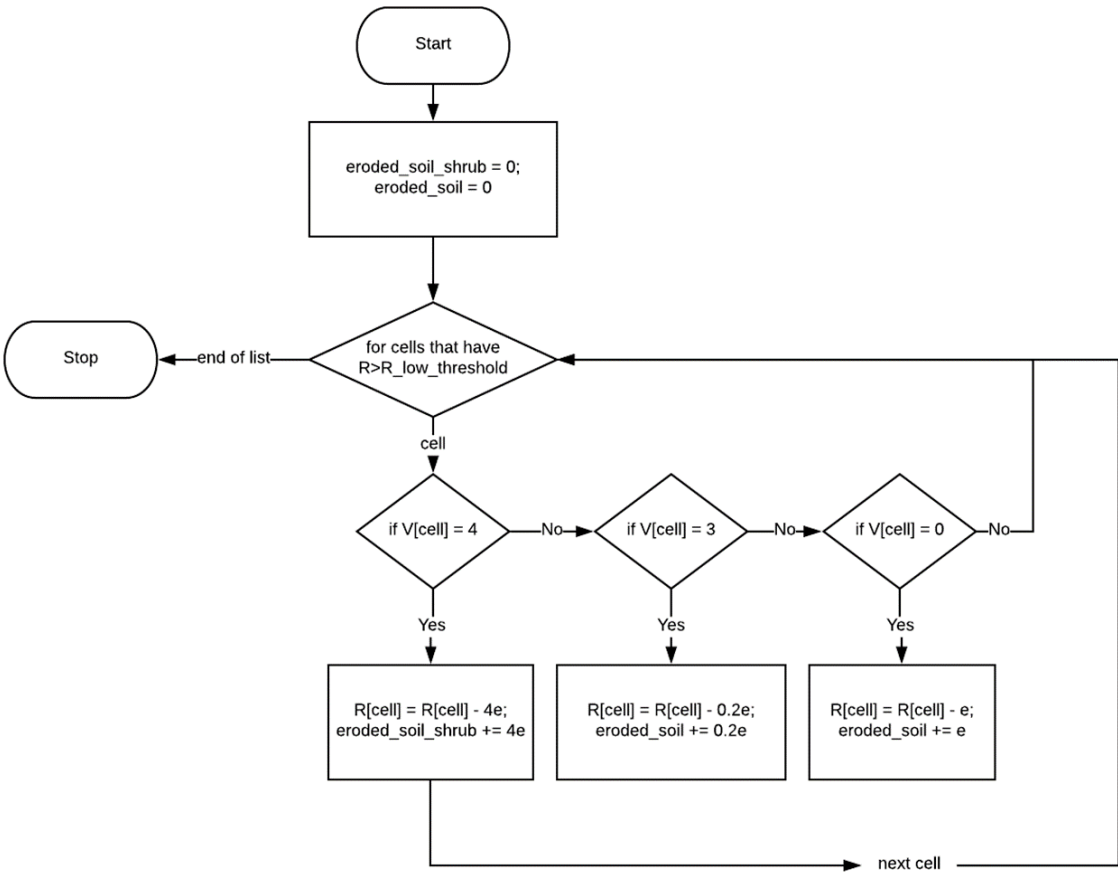 Start
eroded_soil_shrub = 0;
eroded_soil = 0
for cells that have
R>R_low_threshold
end of list
Stop
cell
if V[cell] = 4
No
if V[cell] = 3
No
if V[cell] = 0
No
Yes
Yes
Yes
R[cell] = R[cell] - 4e;
eroded_soil_shrub += 4e
R[cell] = R[cell] - 0.2e;
eroded_soil += 0.2e
R[cell] = R[cell] - e;
eroded_soil += e
next cell